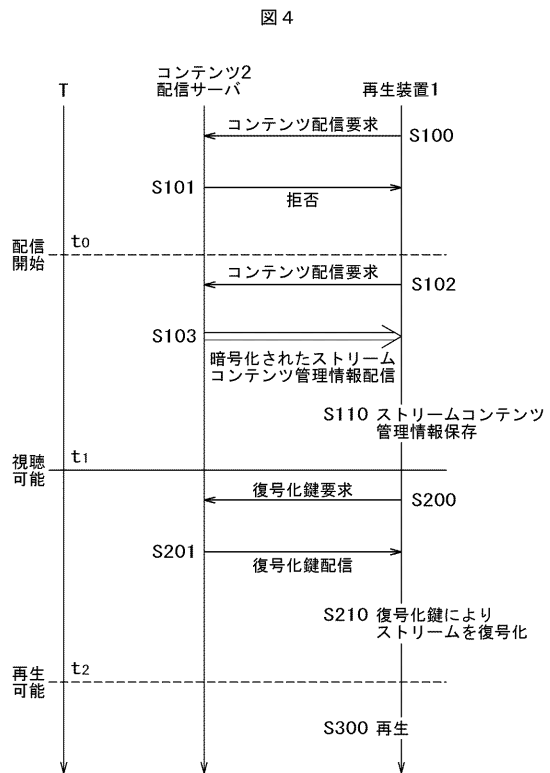 図4
コンテンツ2
配信サーバ
T
再生装置1
コンテンツ配信要求
S100
S101
拒否
配信
開始
t0
コンテンツ配信要求
S102
S103
暗号化されたストリーム
コンテンツ管理情報配信
S110 ストリームコンテンツ
管理情報保存
視聴
可能
t1
復号化鍵要求
S200
S201
復号化鍵配信
S210 復号化鍵により
ストリームを復号化
再生
可能
t2
S300 再生